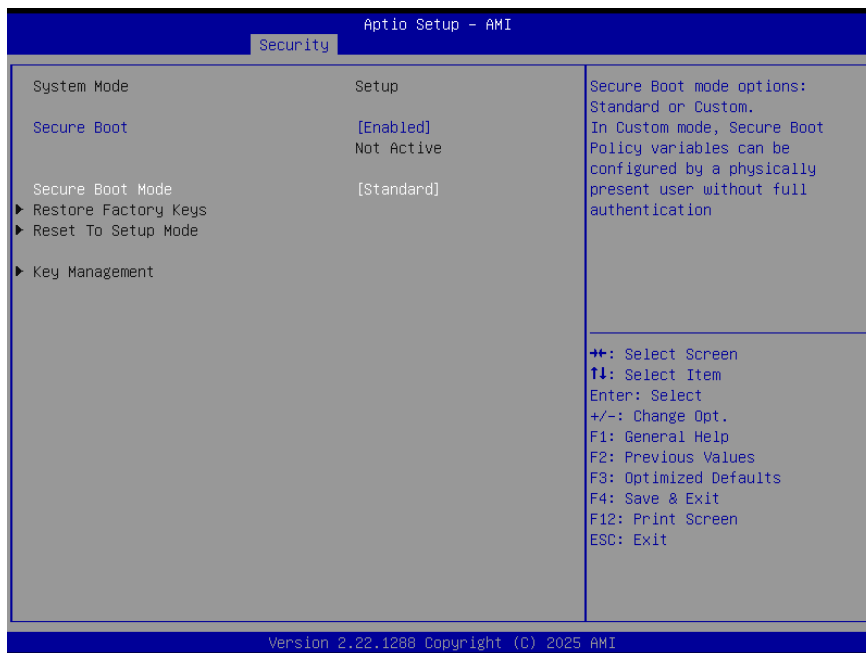 Aptio Setup – AMI
Security
System Mode Setup
Secure Boot [Enabled]
Not Active
Secure Boot Mode [Standard]
Restore Factory Keys
Reset To Setup Mode
Key Management
Secure Boot mode options:
Standard or Custom.
In Custom mode, Secure Boot
Policy variables can be
configured by a physically
present user without full
authentication
→←: Select Screen
↑↓: Select Item
Enter: Select
+/-: Change Opt.
F1: General Help
F2: Previous Values
F3: Optimized Defaults
F4: Save & Exit
F12: Print Screen
ESC: Exit
Version 2.22.1288 Copyright (C) 2025 AMI